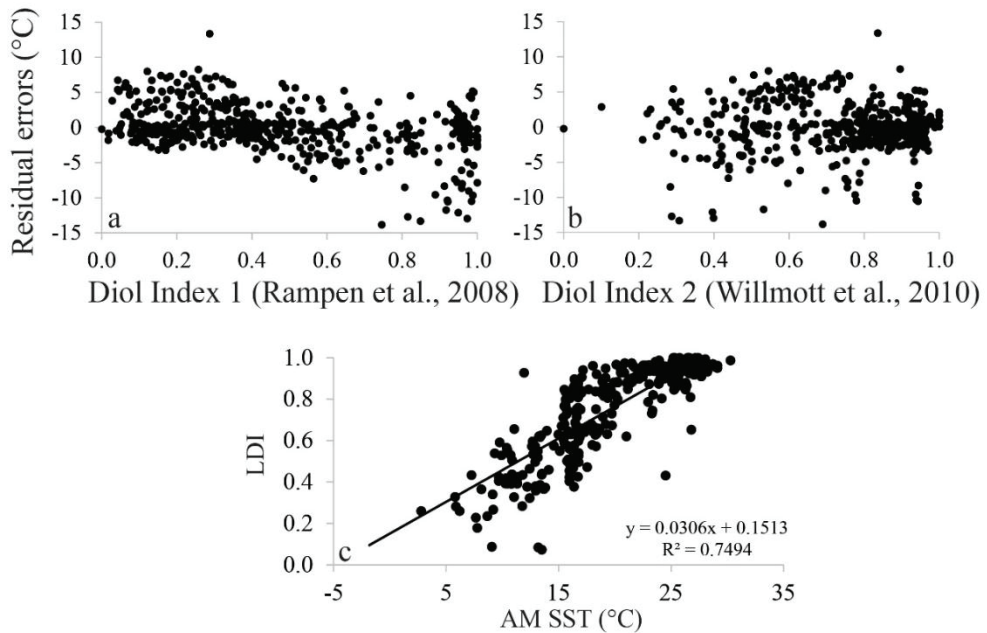 Residual errors (°C)
15
10
5
0
-5
-10
-15
a
0.0 0.2 0.4 0.6 0.8 1.0
Diol Index 1 (Rampen et al., 2008)
15
10
5
0
-5
-10
-15
b
0.0 0.2 0.4 0.6 0.8 1.0
Diol Index 2 (Willmott et al., 2010)
LDI
1.0
0.8
0.6
0.4
0.2
0.0
c
y = 0.0306x + 0.1513
R² = 0.7494
-5 5 15 25 35
AM SST (°C)